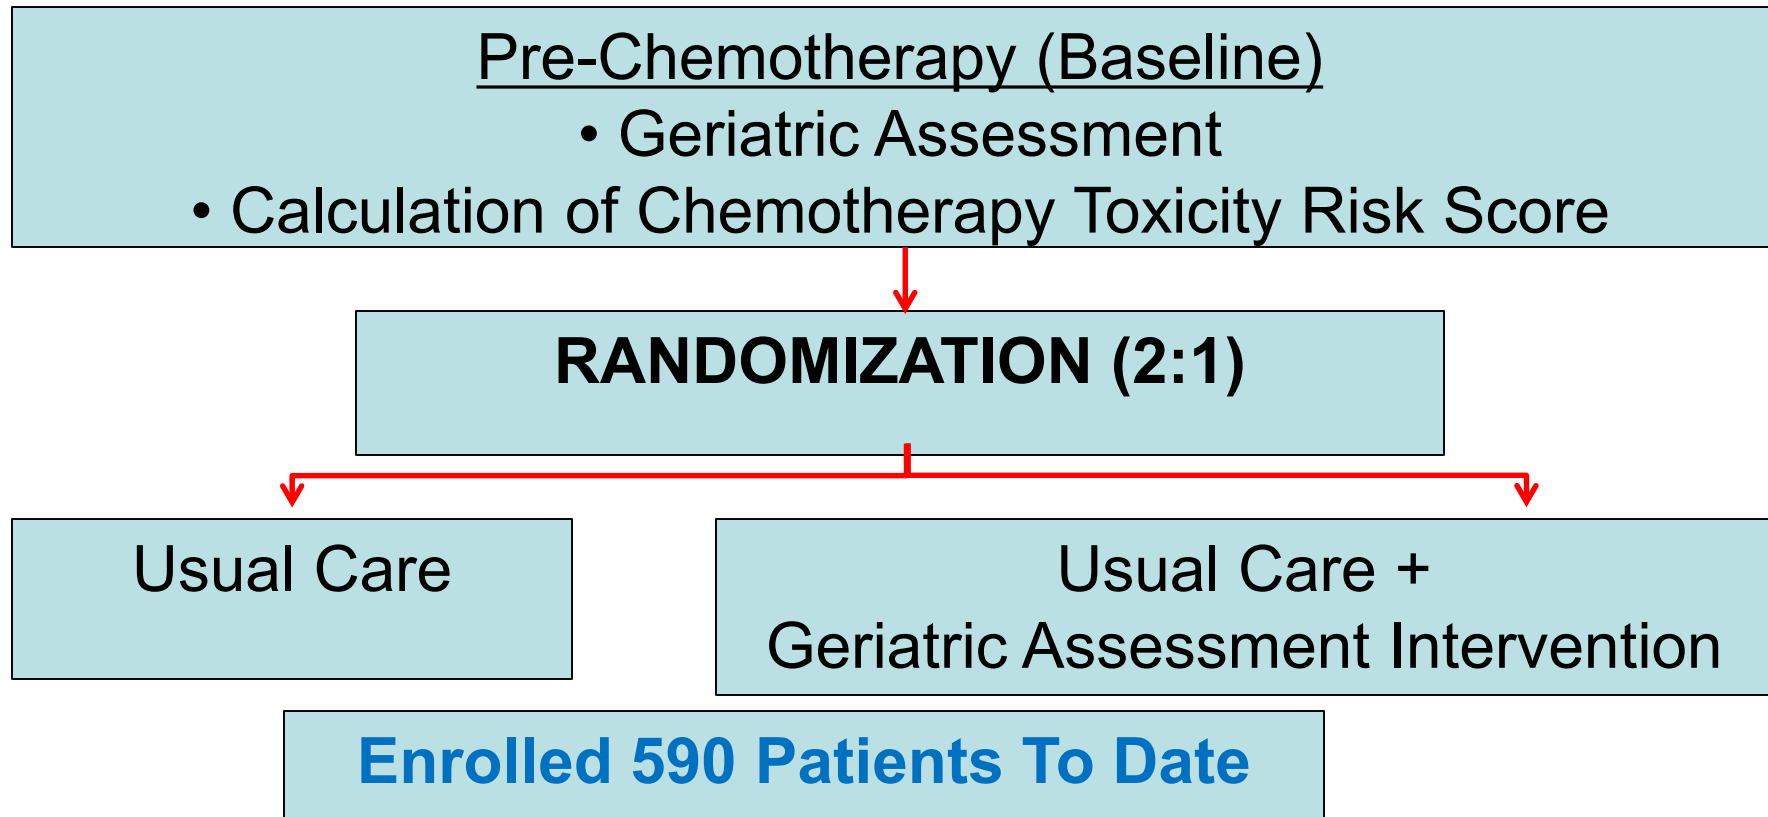 Pre-Chemotherapy (Baseline)
• Geriatric Assessment
• Calculation of Chemotherapy Toxicity Risk Score
RANDOMIZATION (2:1)
Usual Care
Usual Care +
Geriatric Assessment Intervention
Enrolled 590 Patients To Date